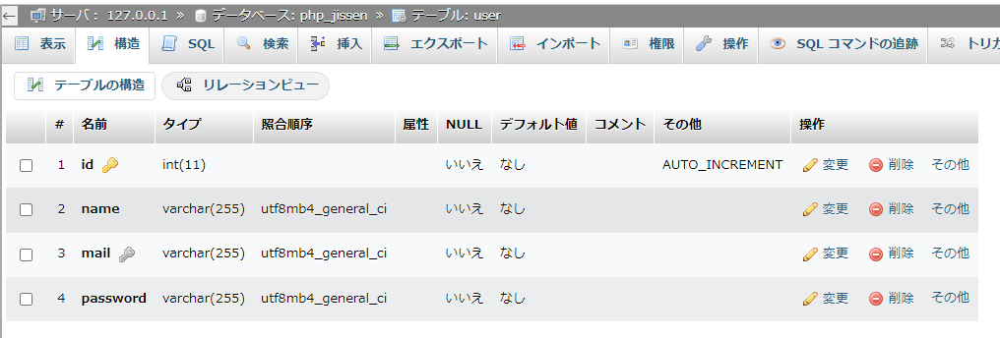 サーバ： 127.0.0.1 » データベース: php_jissen » テーブル: user
表示 構造 SQL 検索 挿入 エクスポート インポート 権限 操作 SQL コマンドの追跡 トリガ
テーブルの構造 リレーションビュー
# 名前 タイプ 照合順序 属性 NULL デフォルト値 コメント その他 操作
1 id int(11) いいえ なし AUTO_INCREMENT 変更 削除 その他
2 name varchar(255) utf8mb4_general_ci いいえ なし 変更 削除 その他
3 mail varchar(255) utf8mb4_general_ci いいえ なし 変更 削除 その他
4 password varchar(255) utf8mb4_general_ci いいえ なし 変更 削除 その他